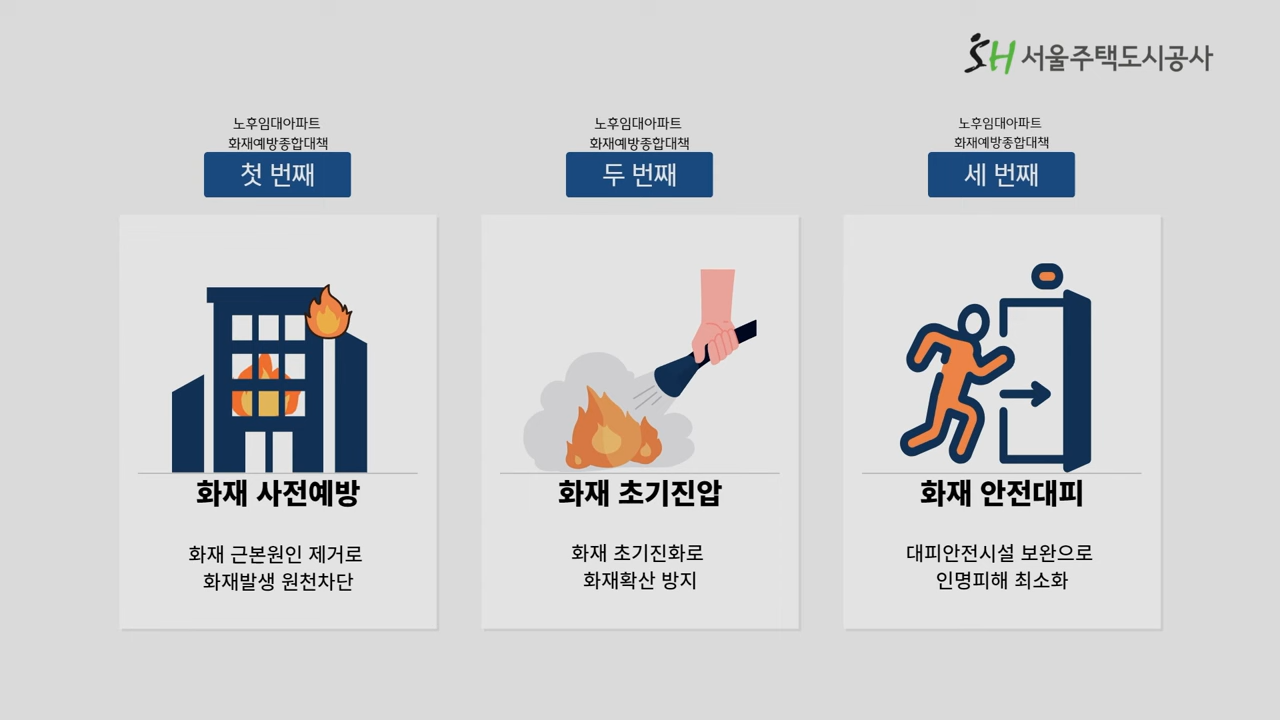 SH 서울주택도시공사
노후임대아파트
화재예방종합대책
첫 번째
화재 사전예방
화재 근본원인 제거로
화재발생 원천차단
노후임대아파트
화재예방종합대책
두 번째
화재 초기진압
화재 초기진화로
화재확산 방지
노후임대아파트
화재예방종합대책
세 번째
화재 안전대피
대피안전시설 보완으로
인명피해 최소화